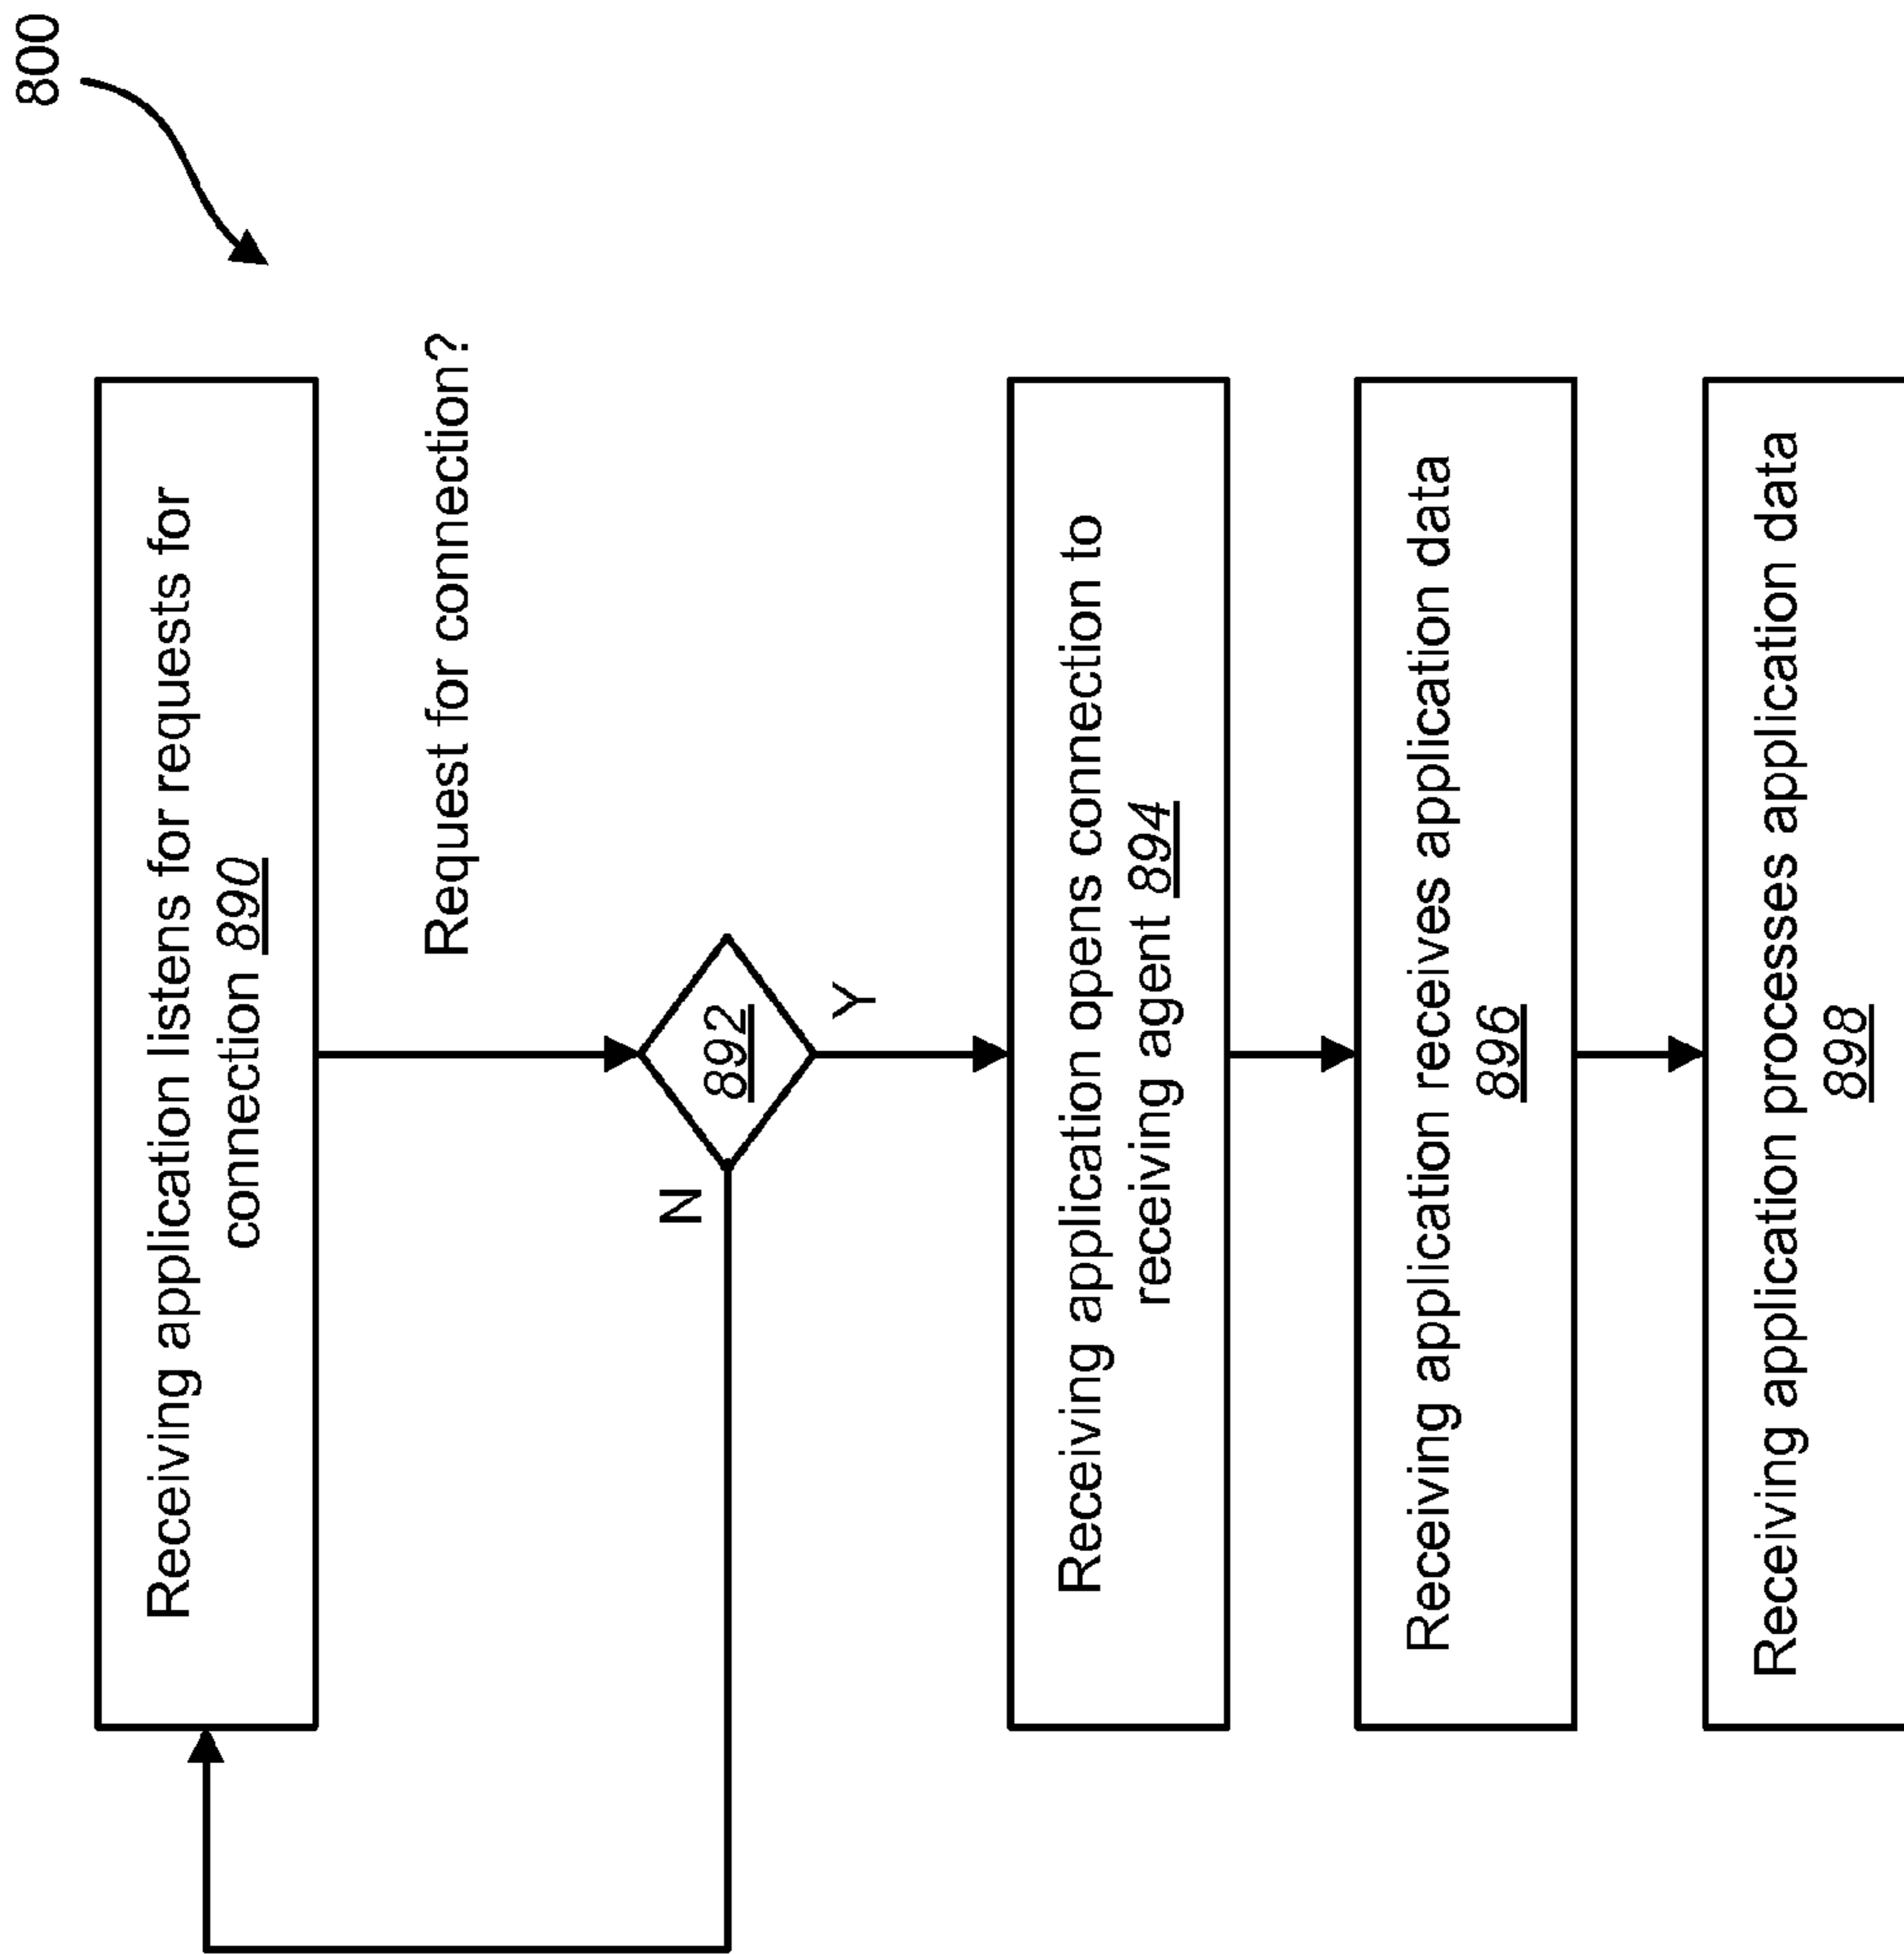 800
Receiving application listens for requests for
connection 890
Request for connection?
892
N
Y
Receiving application opens connection to
receiving agent 894
Receiving application receives application data
896
Receiving application processes application data
898